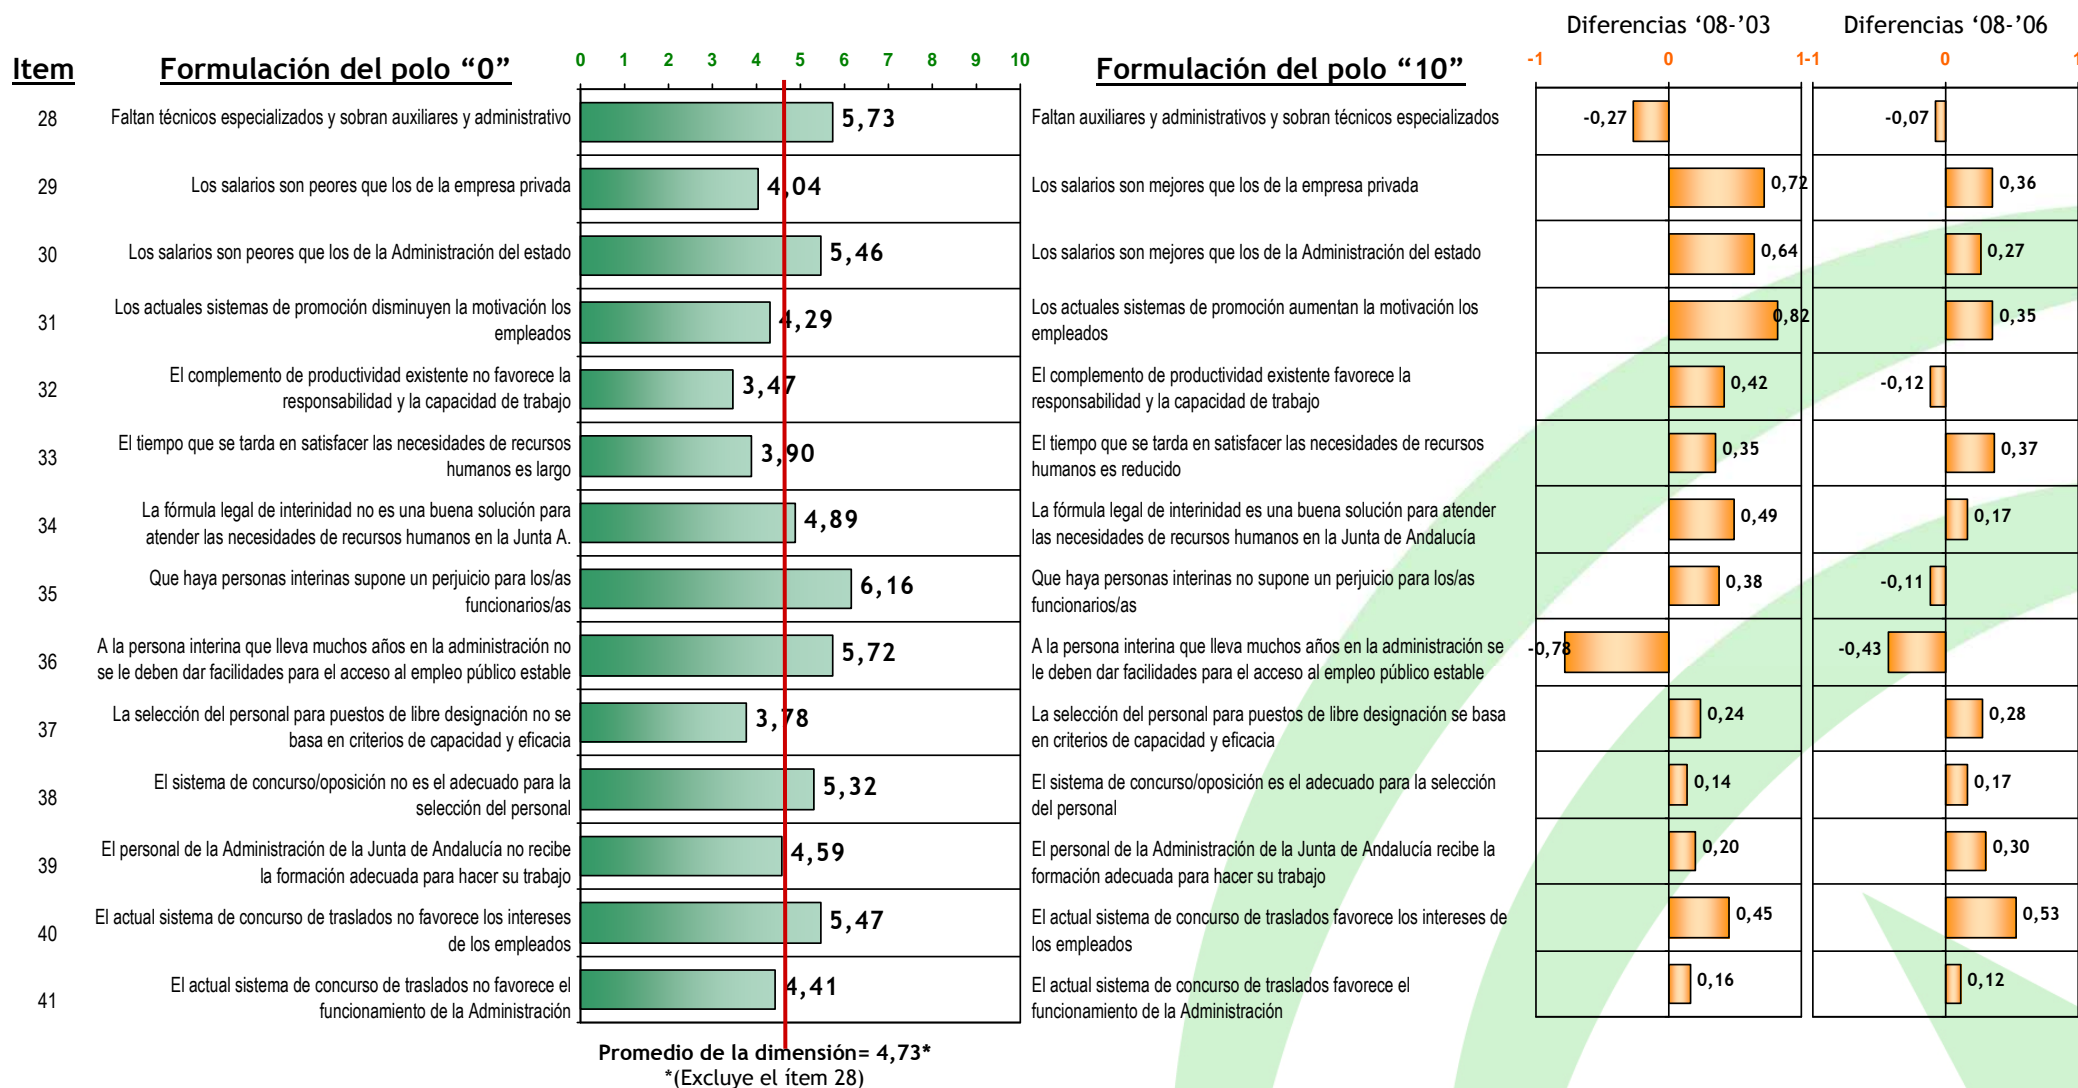 Diferencias ‘08-’03
Diferencias ‘08-’06
Item
Formulación del polo “0”
0 1 2 3 4 5 6 7 8 9 10
Formulación del polo “10”
-1 0 1
-1 0 1
28
Faltan técnicos especializados y sobran auxiliares y administrativo
5,73
Faltan auxiliares y administrativos y sobran técnicos especializados
-0,27
-0,07
29
Los salarios son peores que los de la empresa privada
4,04
Los salarios son mejores que los de la empresa privada
0,72
0,36
30
Los salarios son peores que los de la Administración del estado
5,46
Los salarios son mejores que los de la Administración del estado
0,64
0,27
31
Los actuales sistemas de promoción disminuyen la motivación los
empleados
4,29
Los actuales sistemas de promoción aumentan la motivación los
empleados
0,82
0,35
32
El complemento de productividad existente no favorece la
responsabilidad y la capacidad de trabajo
3,47
El complemento de productividad existente favorece la
responsabilidad y la capacidad de trabajo
0,42
-0,12
33
El tiempo que se tarda en satisfacer las necesidades de recursos
humanos es largo
3,90
El tiempo que se tarda en satisfacer las necesidades de recursos
humanos es reducido
0,35
0,37
34
La fórmula legal de interinidad no es una buena solución para
atender las necesidades de recursos humanos en la Junta A.
4,89
La fórmula legal de interinidad es una buena solución para atender
las necesidades de recursos humanos en la Junta de Andalucía
0,49
0,17
35
Que haya personas interinas supone un perjuicio para los/as
funcionarios/as
6,16
Que haya personas interinas no supone un perjuicio para los/as
funcionarios/as
0,38
-0,11
36
A la persona interina que lleva muchos años en la administración no
se le deben dar facilidades para el acceso al empleo público estable
5,72
A la persona interina que lleva muchos años en la administración se
le deben dar facilidades para el acceso al empleo público estable
-0,78
-0,43
37
La selección del personal para puestos de libre designación no se
basa en criterios de capacidad y eficacia
3,78
La selección del personal para puestos de libre designación se basa
en criterios de capacidad y eficacia
0,24
0,28
38
El sistema de concurso/oposición no es el adecuado para la
selección del personal
5,32
El sistema de concurso/oposición es el adecuado para la selección
del personal
0,14
0,17
39
El personal de la Administración de la Junta de Andalucía no recibe
la formación adecuada para hacer su trabajo
4,59
El personal de la Administración de la Junta de Andalucía recibe la
formación adecuada para hacer su trabajo
0,20
0,30
40
El actual sistema de concurso de traslados no favorece los intereses
de los empleados
5,47
El actual sistema de concurso de traslados favorece los intereses de
los empleados
0,45
0,53
41
El actual sistema de concurso de traslados no favorece el
funcionamiento de la Administración
4,41
El actual sistema de concurso de traslados favorece el
funcionamiento de la Administración
0,16
0,12
Promedio de la dimensión= 4,73*
*(Excluye el ítem 28)